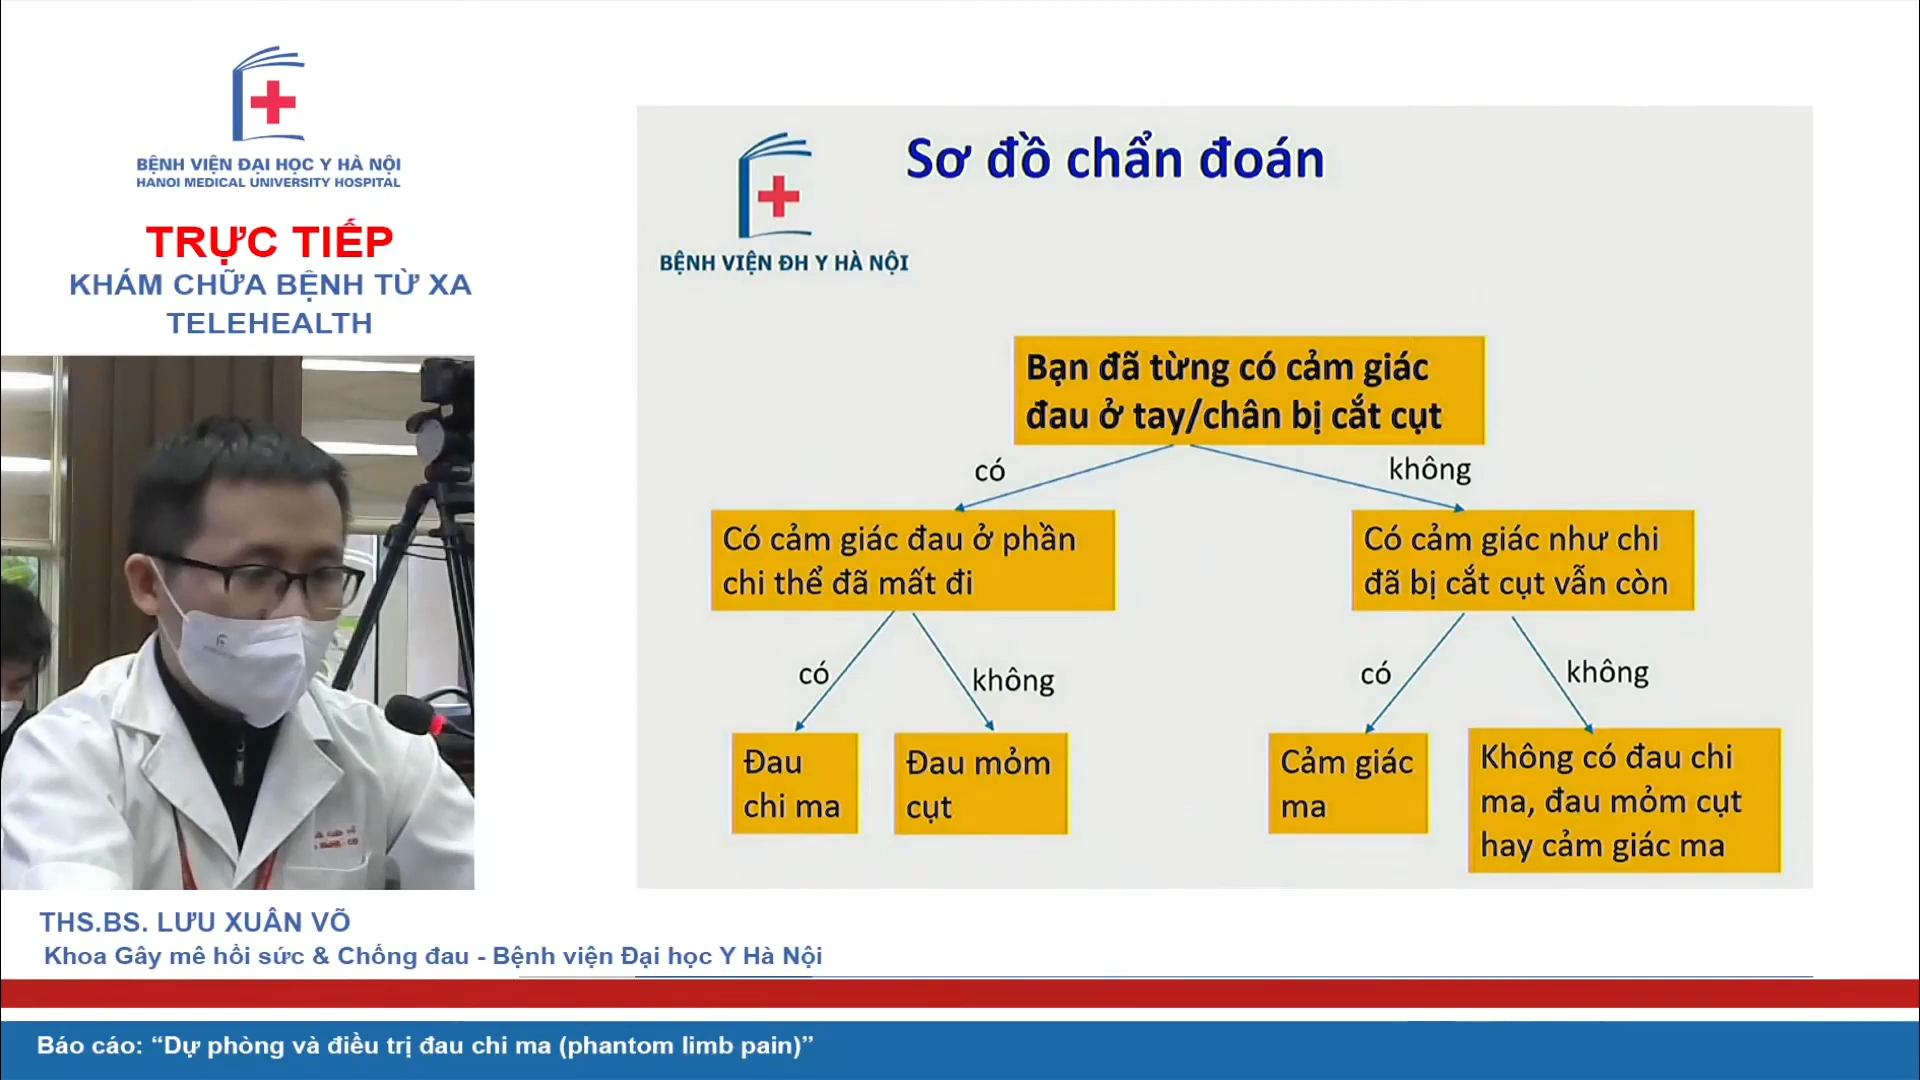 BỆNH VIỆN ĐẠI HỌC Y HÀ NỘI
HANOI MEDICAL UNIVERSITY HOSPITAL
TRỰC TIẾP
KHÁM CHỮA BỆNH TỪ XA
TELEHEALTH
Sơ đồ chẩn đoán
BỆNH VIỆN ĐH Y HÀ NỘI
Bạn đã từng có cảm giác
đau ở tay/chân bị cắt cụt
có
không
Có cảm giác đau ở phần
chi thể đã mất đi
Có cảm giác như chi
đã bị cắt cụt vẫn còn
có
không
có
không
Đau
chi ma
Đau mỏm
cụt
Cảm giác
ma
Không có đau chi
ma, đau mỏm cụt
hay cảm giác ma
THS.BS. LƯU XUÂN VÕ
Khoa Gây mê hồi sức & Chống đau - Bệnh viện Đại học Y Hà Nội
Báo cáo: “Dự phòng và điều trị đau chi ma (phantom limb pain)”